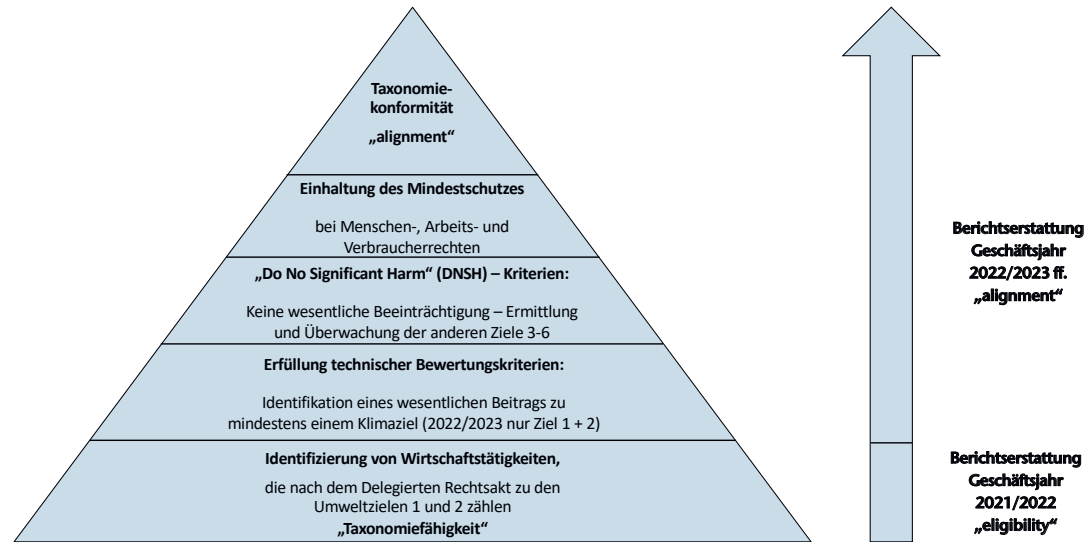 Taxonomie-
konformität
„alignment“
Einhaltung des Mindestschutzes
bei Menschen-, Arbeits- und
Verbraucherrechten
„Do No Significant Harm“ (DNSH) – Kriterien:
Keine wesentliche Beeinträchtigung – Ermittlung
und Überwachung der anderen Ziele 3-6
Erfüllung technischer Bewertungskriterien:
Identifikation eines wesentlichen Beitrags zu
mindestens einem Klimaziel (2022/2023 nur Ziel 1 + 2)
Identifizierung von Wirtschaftstätigkeiten,
die nach dem Delegierten Rechtsakt zu den
Umweltzielen 1 und 2 zählen
„Taxonomiefähigkeit“
Berichtserstattung
Geschäftsjahr
2022/2023 ff.
„alignment“
Berichtserstattung
Geschäftsjahr
2021/2022
„eligibility“